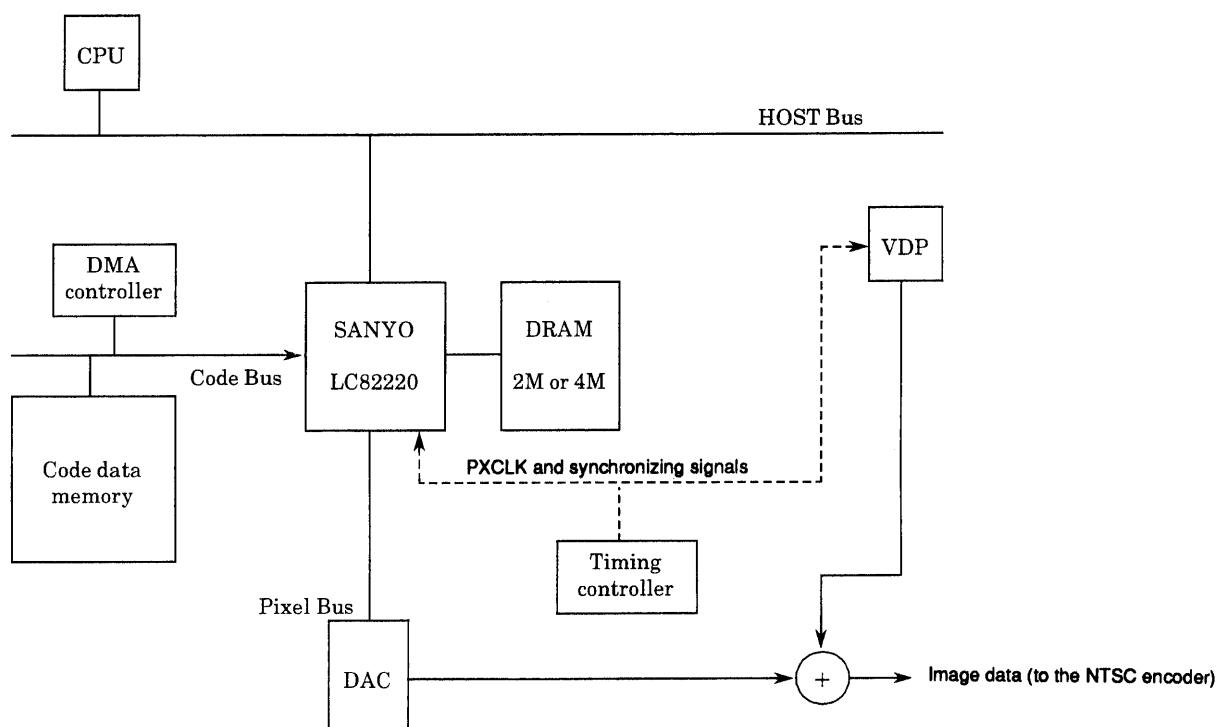 CPU
HOST Bus
VDP
DMA
controller
SANYO
LC82220
DRAM
2M or 4M
Code Bus
Code data
memory
PXCLK and synchronizing signals
Timing
controller
Pixel Bus
DAC
+
Image data (to the NTSC encoder)